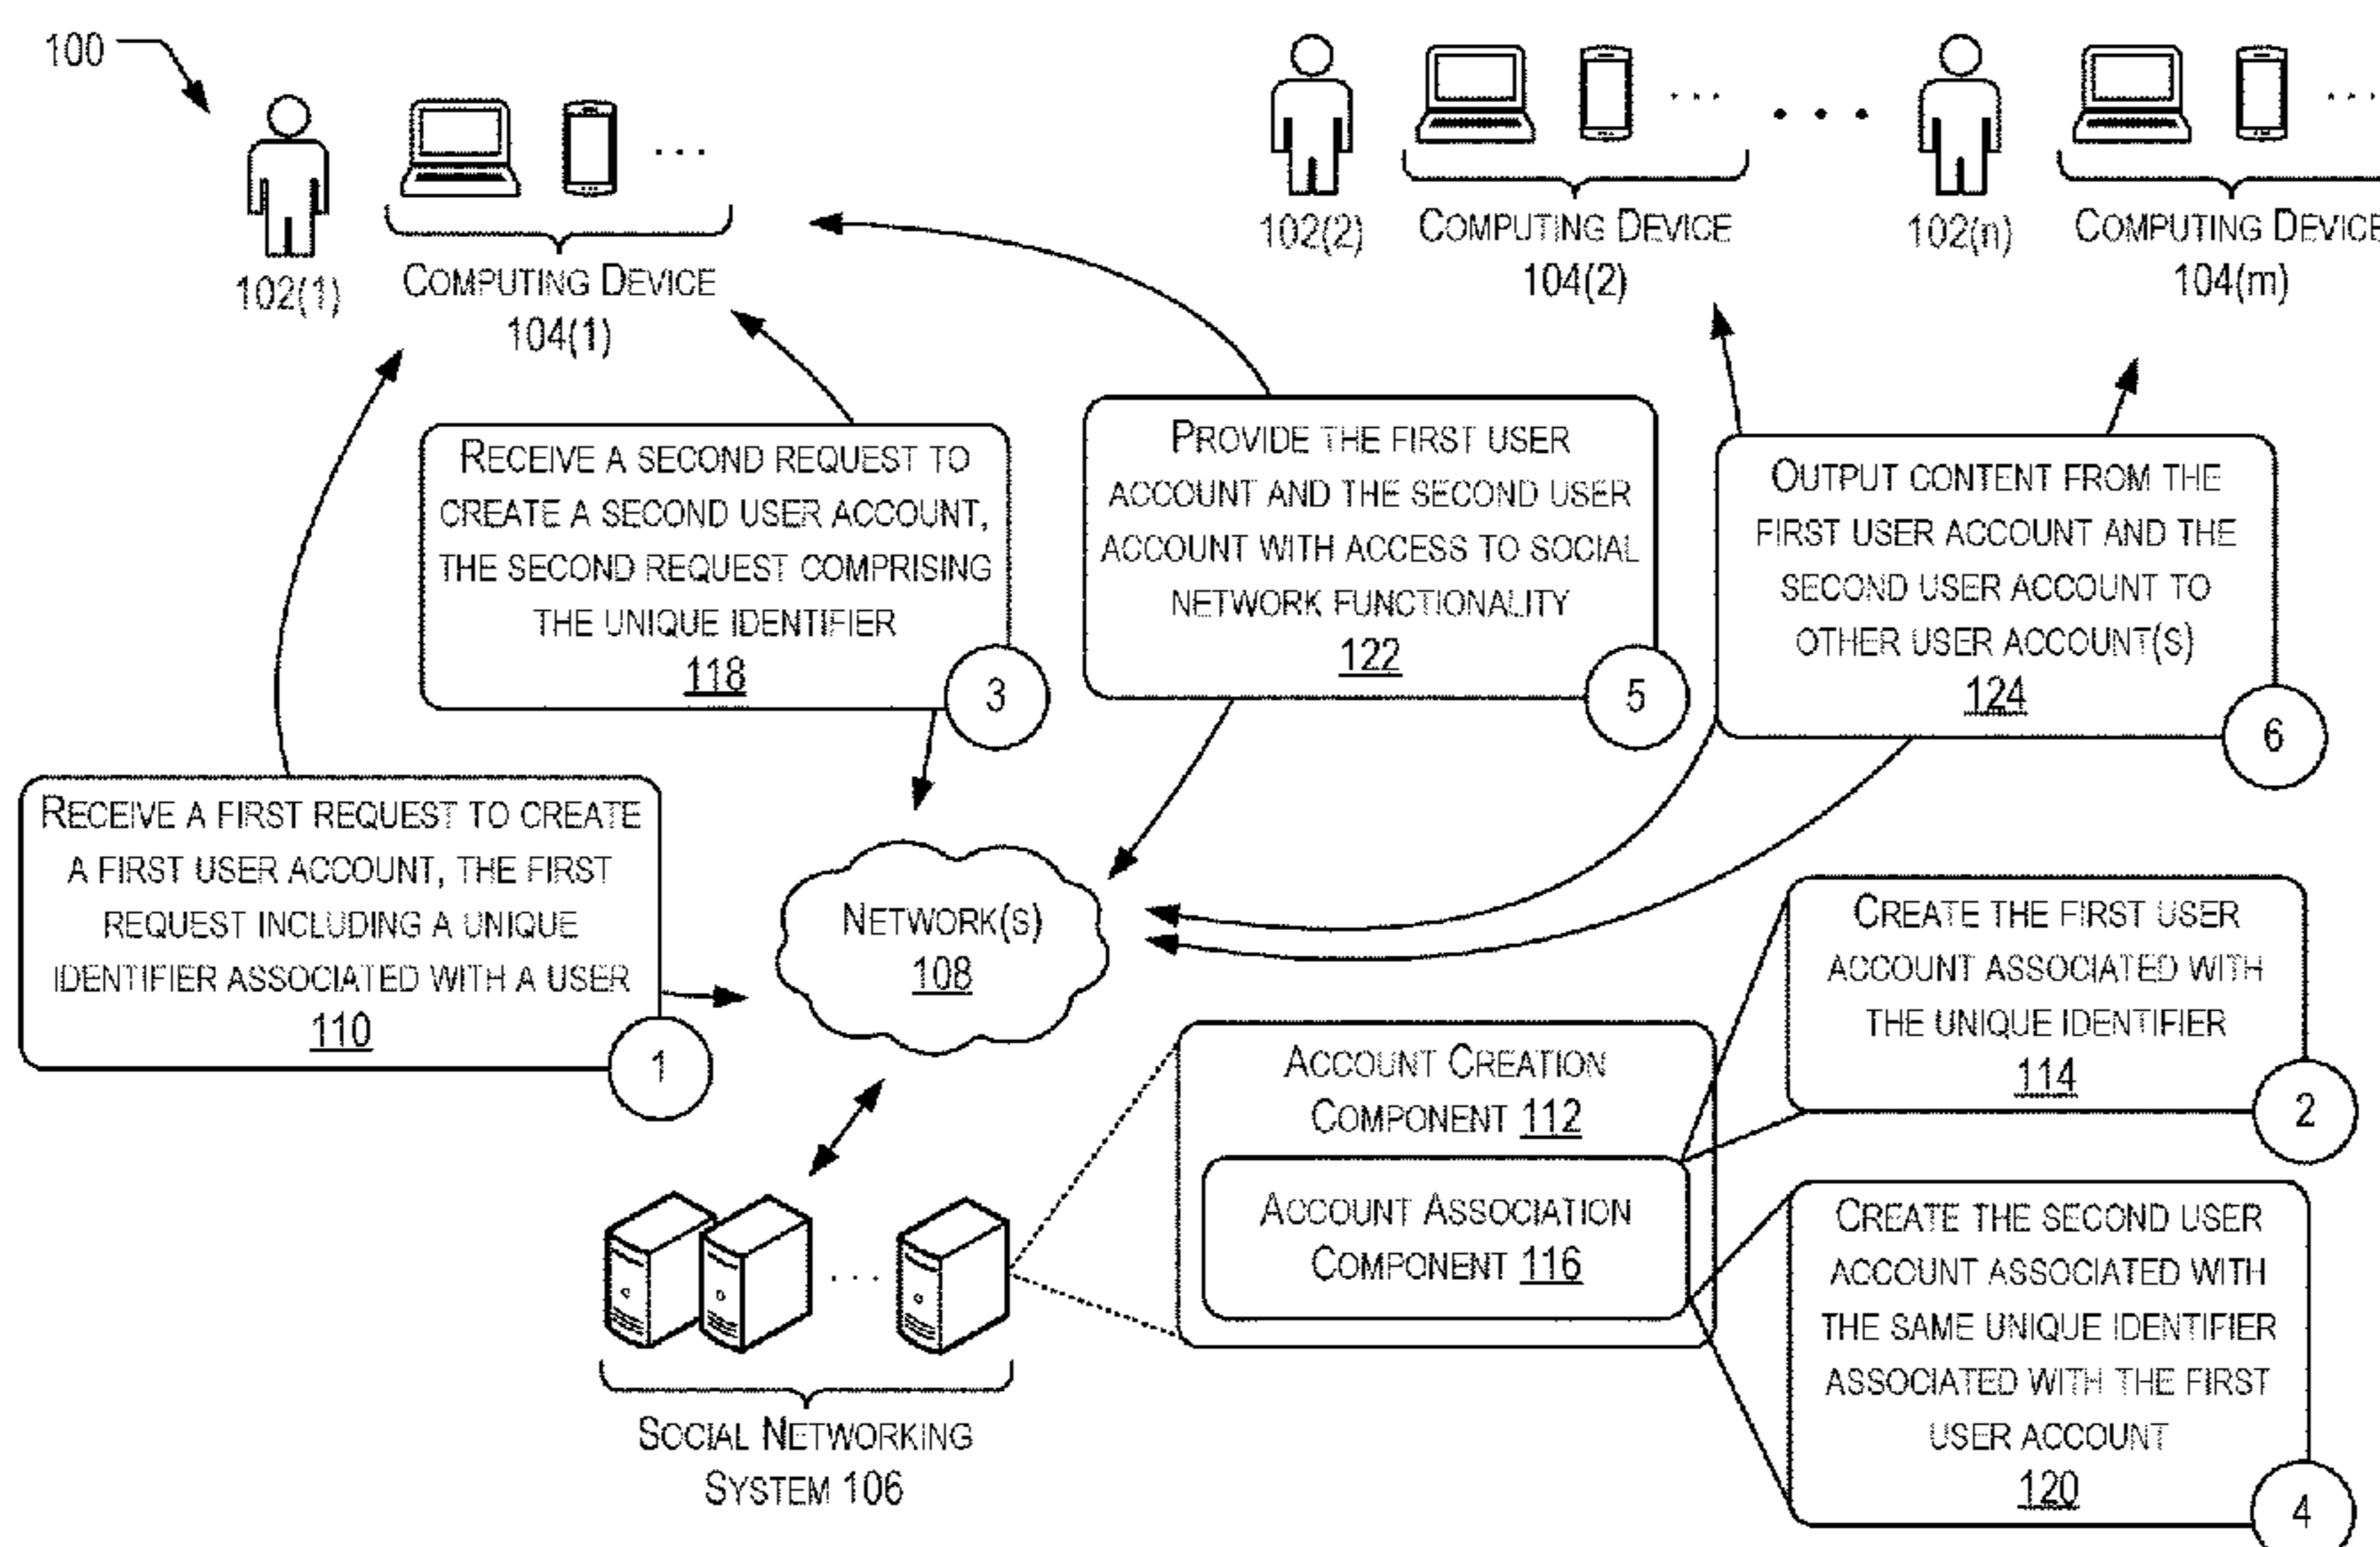 100
102(1)
COMPUTING DEVICE
104(1)
102(2)
COMPUTING DEVICE
104(2)
102(n)
COMPUTING DEVICE
104(m)
RECEIVE A FIRST REQUEST TO CREATE
A FIRST USER ACCOUNT, THE FIRST
REQUEST INCLUDING A UNIQUE
IDENTIFIER ASSOCIATED WITH A USER
110
1
RECEIVE A SECOND REQUEST TO
CREATE A SECOND USER ACCOUNT,
THE SECOND REQUEST COMPRISING
THE UNIQUE IDENTIFIER
118
3
PROVIDE THE FIRST USER
ACCOUNT AND THE SECOND USER
ACCOUNT WITH ACCESS TO SOCIAL
NETWORK FUNCTIONALITY
122
5
OUTPUT CONTENT FROM THE
FIRST USER ACCOUNT AND THE
SECOND USER ACCOUNT TO
OTHER USER ACCOUNT(S)
124
6
NETWORK(S)
108
SOCIAL NETWORKING
SYSTEM 106
ACCOUNT CREATION
COMPONENT 112
ACCOUNT ASSOCIATION
COMPONENT 116
CREATE THE FIRST USER
ACCOUNT ASSOCIATED WITH
THE UNIQUE IDENTIFIER
114
2
CREATE THE SECOND USER
ACCOUNT ASSOCIATED WITH
THE SAME UNIQUE IDENTIFIER
ASSOCIATED WITH THE FIRST
USER ACCOUNT
120
4